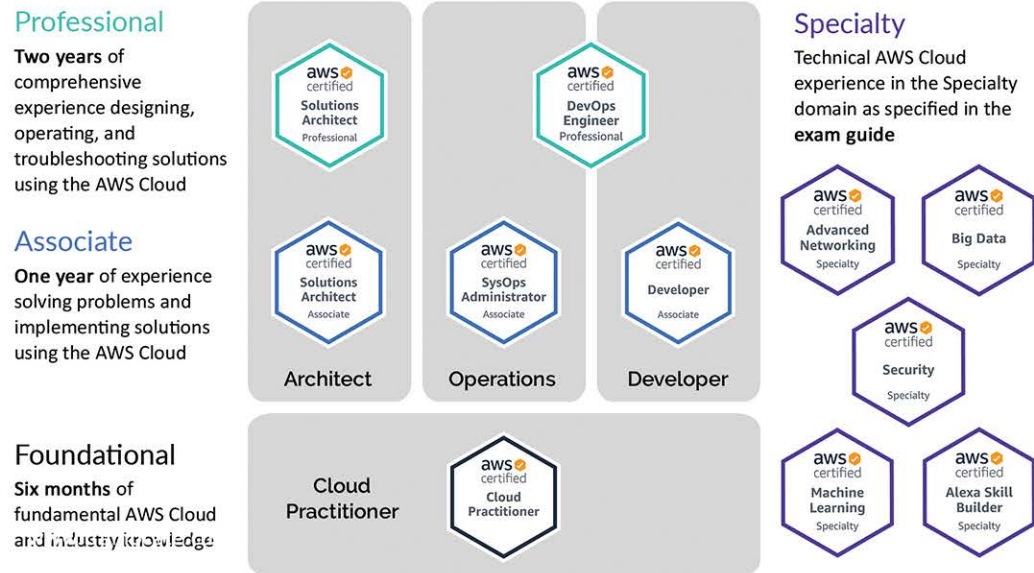 Professional
Two years of
comprehensive
experience designing,
operating, and
troubleshooting solutions
using the AWS Cloud
aws
certified
Solutions
Architect
Professional
aws
certified
DevOps
Engineer
Professional
Associate
One year of experience
solving problems and
implementing solutions
using the AWS Cloud
aws
certified
Solutions
Architect
Associate
aws
certified
SysOps
Administrator
Associate
aws
certified
Developer
Associate
Architect
Operations
Developer
Foundational
Six months of
fundamental AWS Cloud
and industry knowledge
Cloud
Practitioner
aws
certified
Cloud
Practitioner
Specialty
Technical AWS Cloud
experience in the Specialty
domain as specified in the
exam guide
aws
certified
Advanced
Networking
Specialty
aws
certified
Big Data
Specialty
aws
certified
Security
Specialty
aws
certified
Machine
Learning
Specialty
aws
certified
Alexa Skill
Builder
Specialty